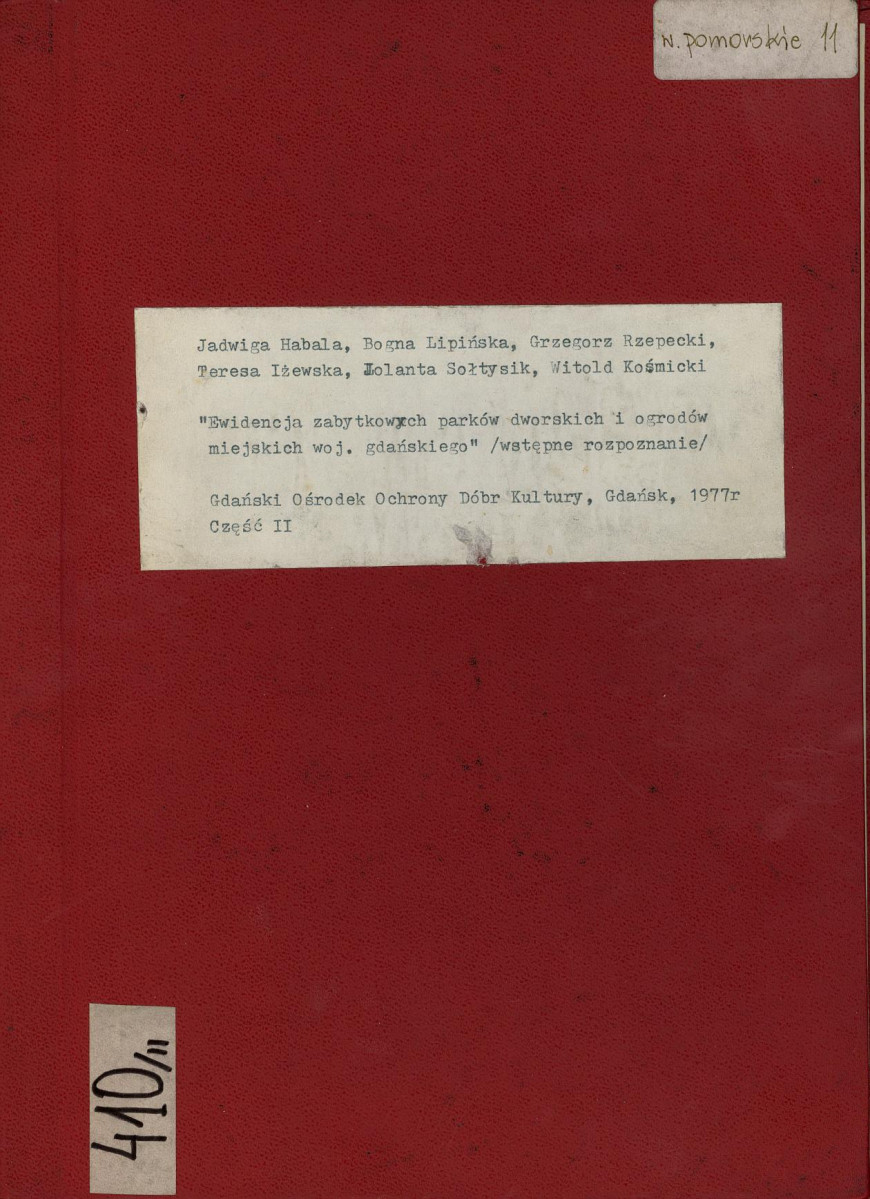 w. pomorskie 11
Jadwiga Habala, Bogna Lipińska, Grzegorz Rzepecki,
Teresa Iżewska, Jolanta Sołtysik, Witold Kośmicki
"Ewidencja zabytkowych parków dworskich i ogrodów
miejskich woj. gdańskiego" /wstępne rozpoznanie/
Gdański Ośrodek Ochrony Dóbr Kultury, Gdańsk, 1977r
Część II
410/II